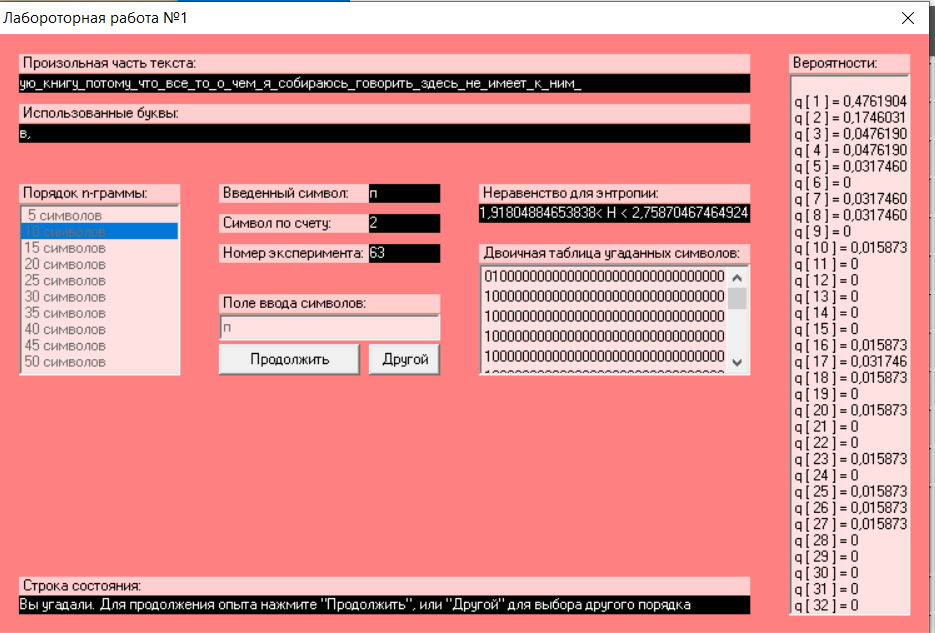 Лабороторная работа №1
Произольная часть текста:
ую_книгу_потому_что_все_то_о_чем_я_собираюсь_говорить_здесь_не_имеет_к_ним_
Использованные буквы:
в,
Порядок n-граммы:
5 символов
10 символов
15 символов
20 символов
25 символов
30 символов
35 символов
40 символов
45 символов
50 символов
Введенный символ: п
Символ по счету: 2
Номер эксперимента: 63
Поле ввода символов:
п
Продолжить
Другой
Неравенство для энтропии:
1,91804884653838< H < 2,75870467464924
Двоичная таблица угаданных символов:
01000000000000000000000000000000
10000000000000000000000000000000
10000000000000000000000000000000
10000000000000000000000000000000
10000000000000000000000000000000
Строка состояния:
Вы угадали. Для продолжения опыта нажмите "Продолжить", или "Другой" для выбора другого порядка
Вероятности:
q [ 1 ] = 0,4761904
q [ 2 ] = 0,1746031
q [ 3 ] = 0,0476190
q [ 4 ] = 0,0476190
q [ 5 ] = 0,0317460
q [ 6 ] = 0
q [ 7 ] = 0,0317460
q [ 8 ] = 0,0317460
q [ 9 ] = 0
q [ 10 ] = 0,015873
q [ 11 ] = 0
q [ 12 ] = 0
q [ 13 ] = 0
q [ 14 ] = 0
q [ 15 ] = 0
q [ 16 ] = 0,015873
q [ 17 ] = 0,031746
q [ 18 ] = 0,015873
q [ 19 ] = 0
q [ 20 ] = 0,015873
q [ 21 ] = 0
q [ 22 ] = 0
q [ 23 ] = 0,015873
q [ 24 ] = 0
q [ 25 ] = 0,015873
q [ 26 ] = 0,015873
q [ 27 ] = 0,015873
q [ 28 ] = 0
q [ 29 ] = 0
q [ 30 ] = 0
q [ 31 ] = 0
q [ 32 ] = 0